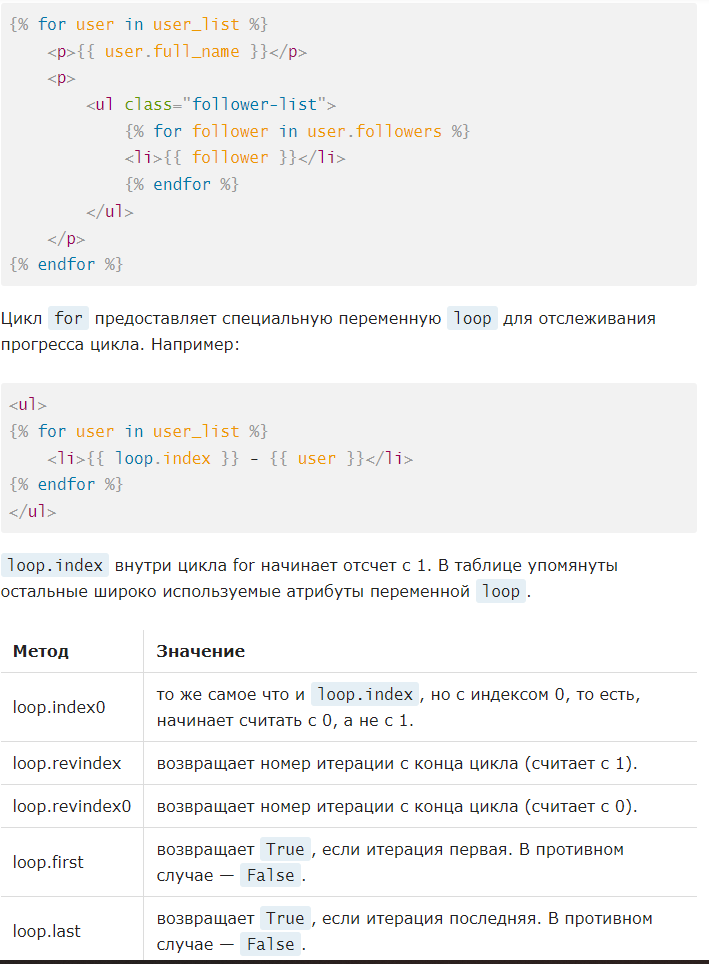 {% for user in user_list %}
    <p>{{ user.full_name }}</p>
    <p>
        <ul class="follower-list">
            {% for follower in user.followers %}
            <li>{{ follower }}</li>
            {% endfor %}
        </ul>
    </p>
{% endfor %}
Цикл for предоставляет специальную переменную loop для отслеживания
прогресса цикла. Например:
<ul>
{% for user in user_list %}
    <li>{{ loop.index }} - {{ user }}</li>
{% endfor %}
</ul>
loop.index внутри цикла for начинает отсчет с 1. В таблице упомянуты
остальные широко используемые атрибуты переменной loop.
Метод Значение
loop.index0 то же самое что и loop.index, но с индексом 0, то есть,
начинает считать с 0, а не с 1.
loop.revindex возвращает номер итерации с конца цикла (считает с 1).
loop.revindex0 возвращает номер итерации с конца цикла (считает с 0).
loop.first возвращает True, если итерация первая. В противном
случае — False.
loop.last возвращает True, если итерация последняя. В противном
случае — False.